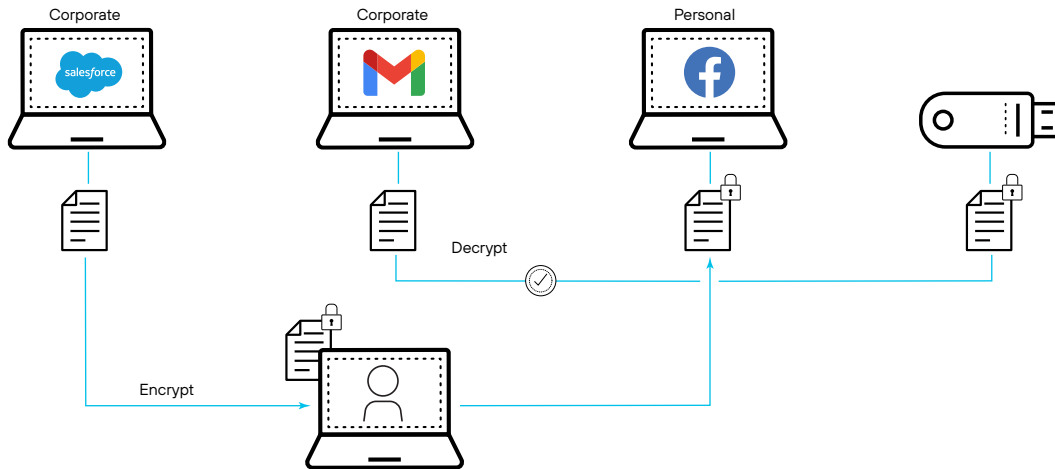 Corporate
Corporate
Personal
salesforce
Decrypt
Encrypt